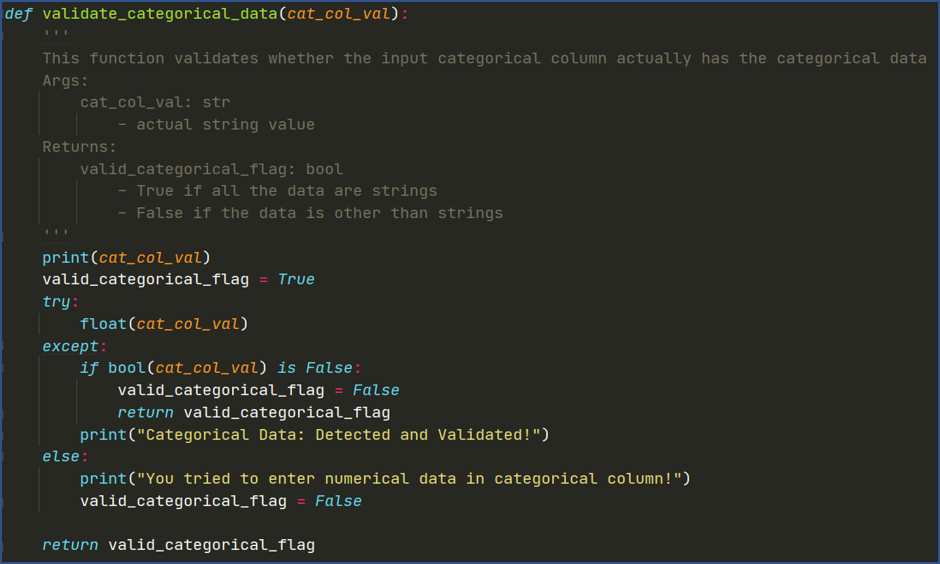 def validate_categorical_data(cat_col_val):
    '''
    This function validates whether the input categorical column actually has the categorical data
    Args:
        cat_col_val: str
            - actual string value
    Returns:
        valid_categorical_flag: bool
            - True if all the data are strings
            - False if the data is other than strings
    '''
    print(cat_col_val)
    valid_categorical_flag = True
    try:
        float(cat_col_val)
    except:
        if bool(cat_col_val) is False:
            valid_categorical_flag = False
            return valid_categorical_flag
        print("Categorical Data: Detected and Validated!")
    else:
        print("You tried to enter numerical data in categorical column!")
        valid_categorical_flag = False

    return valid_categorical_flag